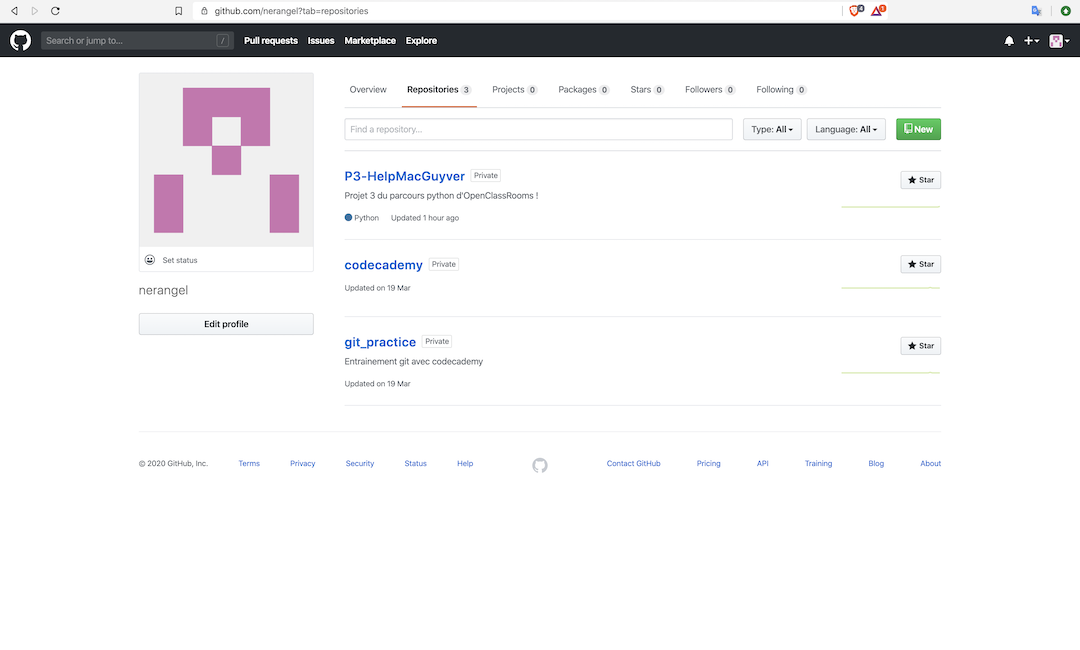 github.com/nerangel?tab=repositories 4 1
Search or jump to... / Pull requests Issues Marketplace Explore
Overview Repositories 3 Projects 0 Packages 0 Stars 0 Followers 0 Following 0
Find a repository... Type: All Language: All New
P3-HelpMacGuyver Private Star
Projet 3 du parcours python d'OpenClassRooms !
Python Updated 1 hour ago
Set status
codecademy Private Star
Updated on 19 Mar
nerangel
Edit profile
git_practice Private Star
Entrainement git avec codecademy
Updated on 19 Mar
© 2020 GitHub, Inc. Terms Privacy Security Status Help Contact GitHub Pricing API Training Blog About